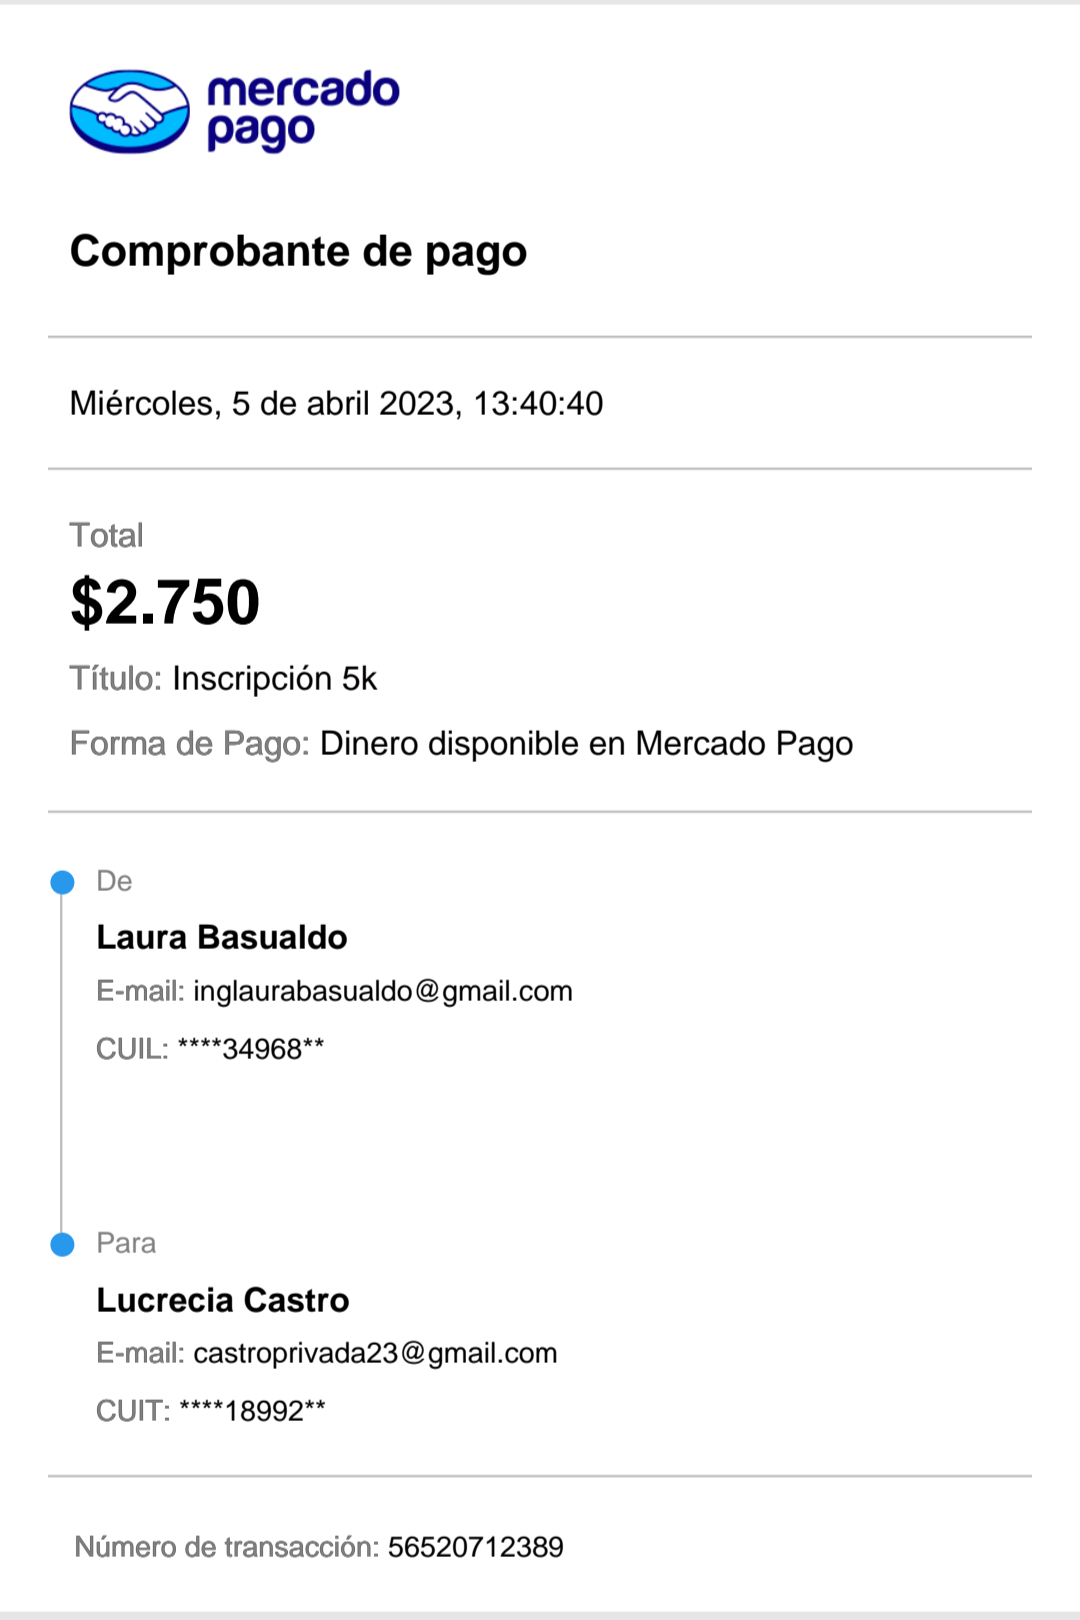 mercado
pago
Comprobante de pago
Miércoles, 5 de abril 2023, 13:40:40
Total
$2.750
Título: Inscripción 5k
Forma de Pago: Dinero disponible en Mercado Pago
De
Laura Basualdo
E-mail: inglaurabasualdo@gmail.com
CUIL: ****34968**
Para
Lucrecia Castro
E-mail: castroprivada23@gmail.com
CUIT: ****18992**
Número de transacción: 56520712389